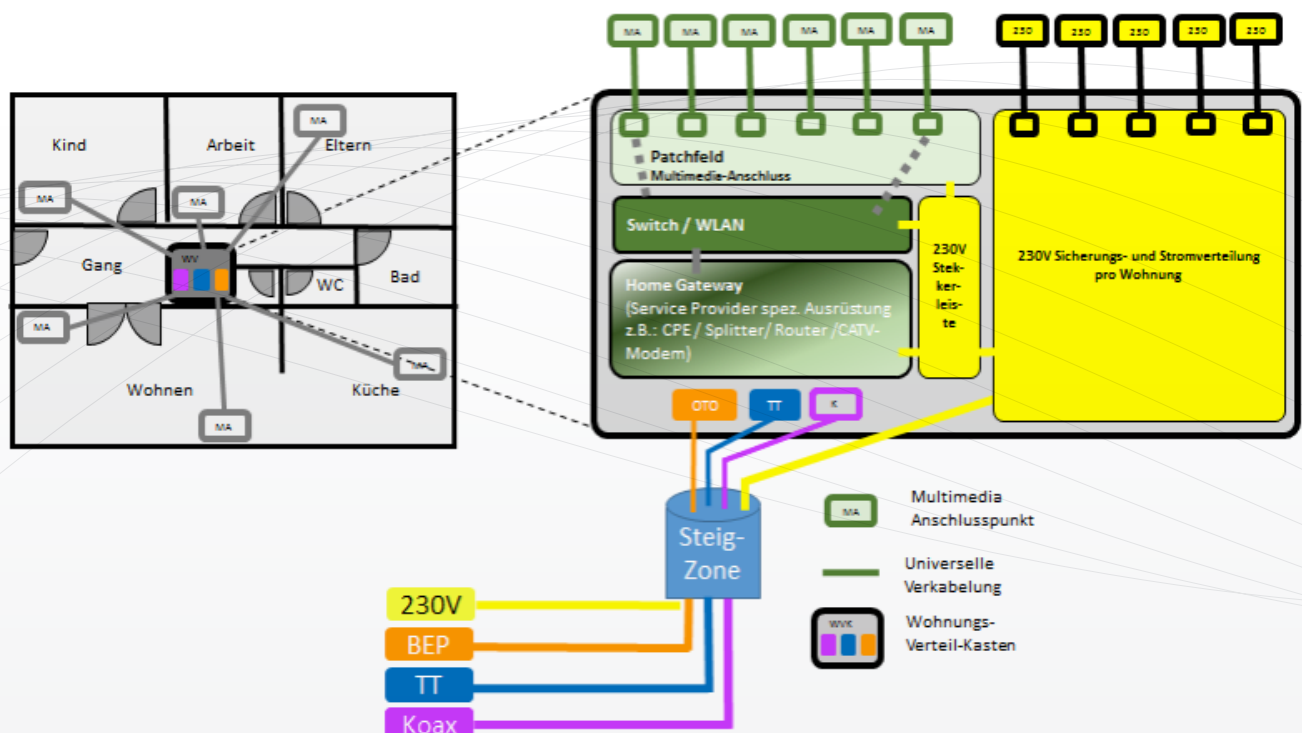 Kind
Arbeit
Eltern
MA
MA
MA
Gang
WV
WC
Bad
MA
MA
Wohnen
Küche
MA
MA
MA
MA
MA
MA
MA
230
230
230
230
230
Patchfeld
Multimedie-Anschluss
Switch / WLAN
Home Gateway
(Service Provider spez. Ausrüstung
z.B.: CPE / Splitter/ Router /CATV-
Modem)
230V
Stek-
ker-
leis-
te
230V Sicherungs- und Stromverteilung
pro Wohnung
OTO
TT
K
Steig-
Zone
230V
BEP
TT
Koax
MA
Multimedia
Anschlusspunkt
Universelle
Verkabelung
WVK
Wohnungs-
Verteil-Kasten